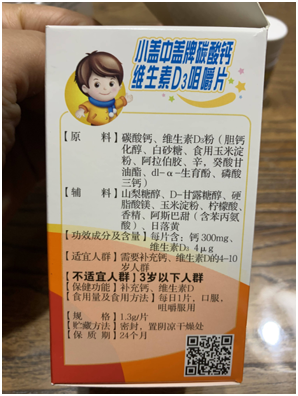 小盖中盖牌碳酸钙
维生素D₃咀嚼片
【原 料】碳酸钙、维生素D₃粉（胆钙
化醇、白砂糖、食用玉米淀
粉、阿拉伯胶、辛，癸酸甘
油酯、dl-α-生育酚、磷酸
三钙）
【辅 料】山梨糖醇、D-甘露糖醇、硬
脂酸镁、玉米淀粉、柠檬酸、
香精、阿斯巴甜（含苯丙氨
酸）、日落黄
【功效成分及含量】每片含：钙 300mg、
维生素D₃ 4μg
【适宜人群】需要补充钙、维生素D的4-10
岁人群
【不适宜人群】3岁以下人群
【保健功能】补充钙、维生素D
【食用量及食用方法】每日1片，口服，
咀嚼服用
【规 格】1.3g/片
【贮藏方法】密封，置阴凉干燥处
【保 质 期】24个月